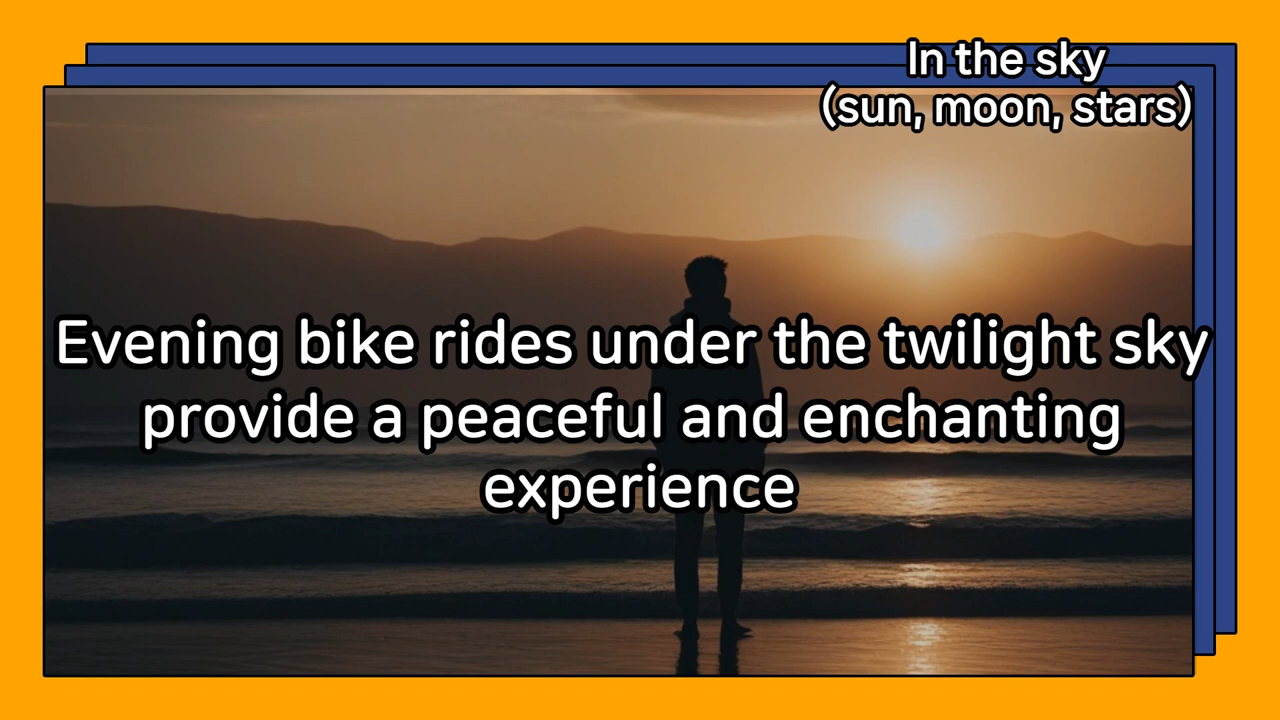 In the sky
(sun, moon, stars)
Evening bike rides under the twilight sky
provide a peaceful and enchanting
experience